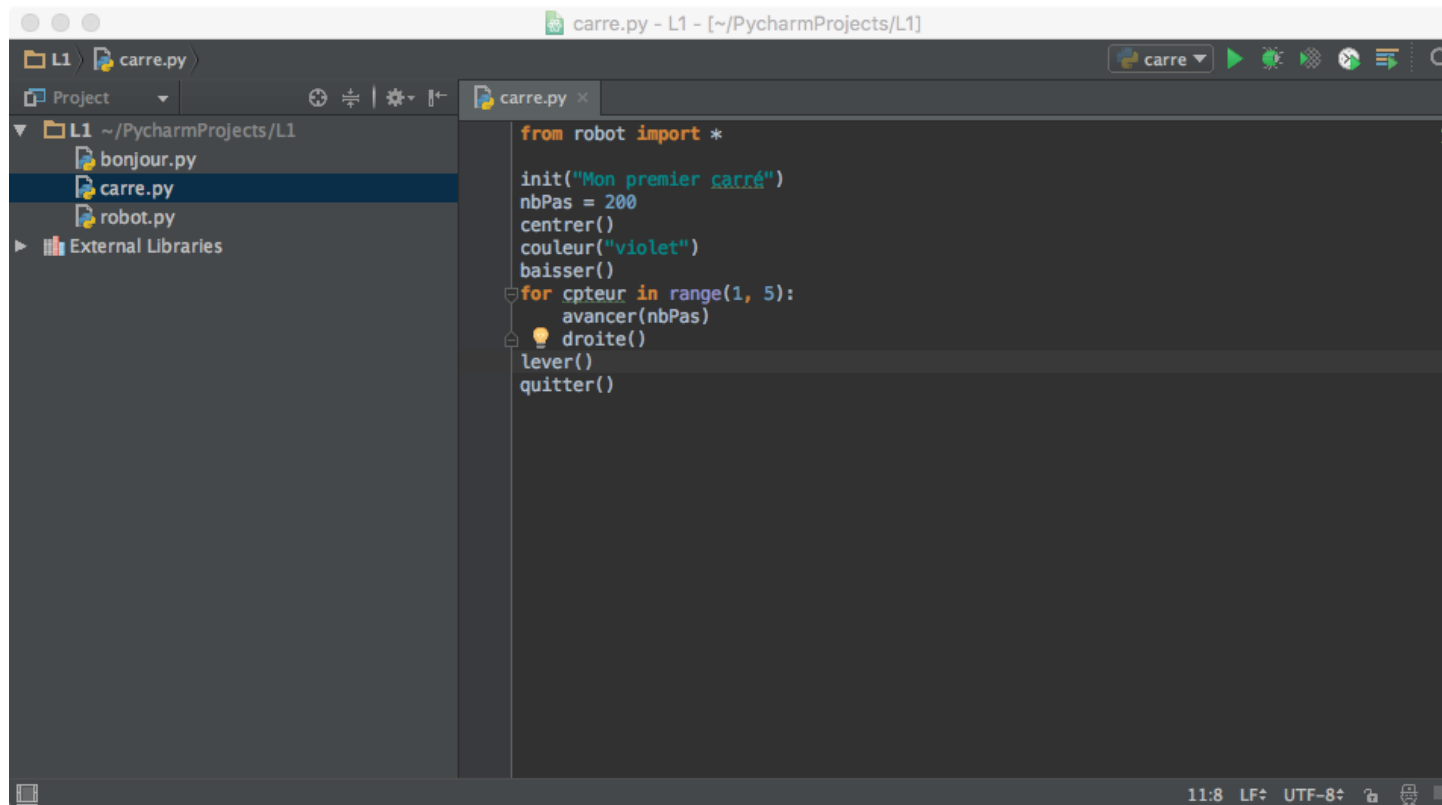 carre.py - L1 - [~/PycharmProjects/L1]
L1 carre.py
carre
Project
carre.py
L1 ~/PycharmProjects/L1
bonjour.py
carre.py
robot.py
External Libraries
from robot import *
init("Mon premier carré")
nbPas = 200
centrer()
couleur("violet")
baisser()
for cpteur in range(1, 5):
avancer(nbPas)
droite()
lever()
quitter()
11:8 LF UTF-8